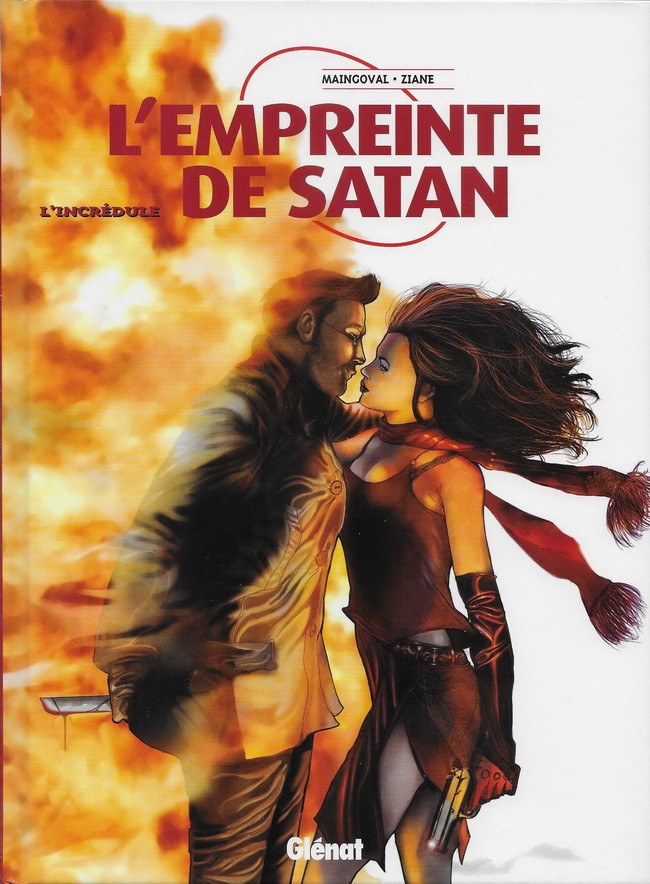 MAINGOVAL • ZIANE
L'EMPREINTE
DE SATAN
L'INCRÉDULE
Glénat